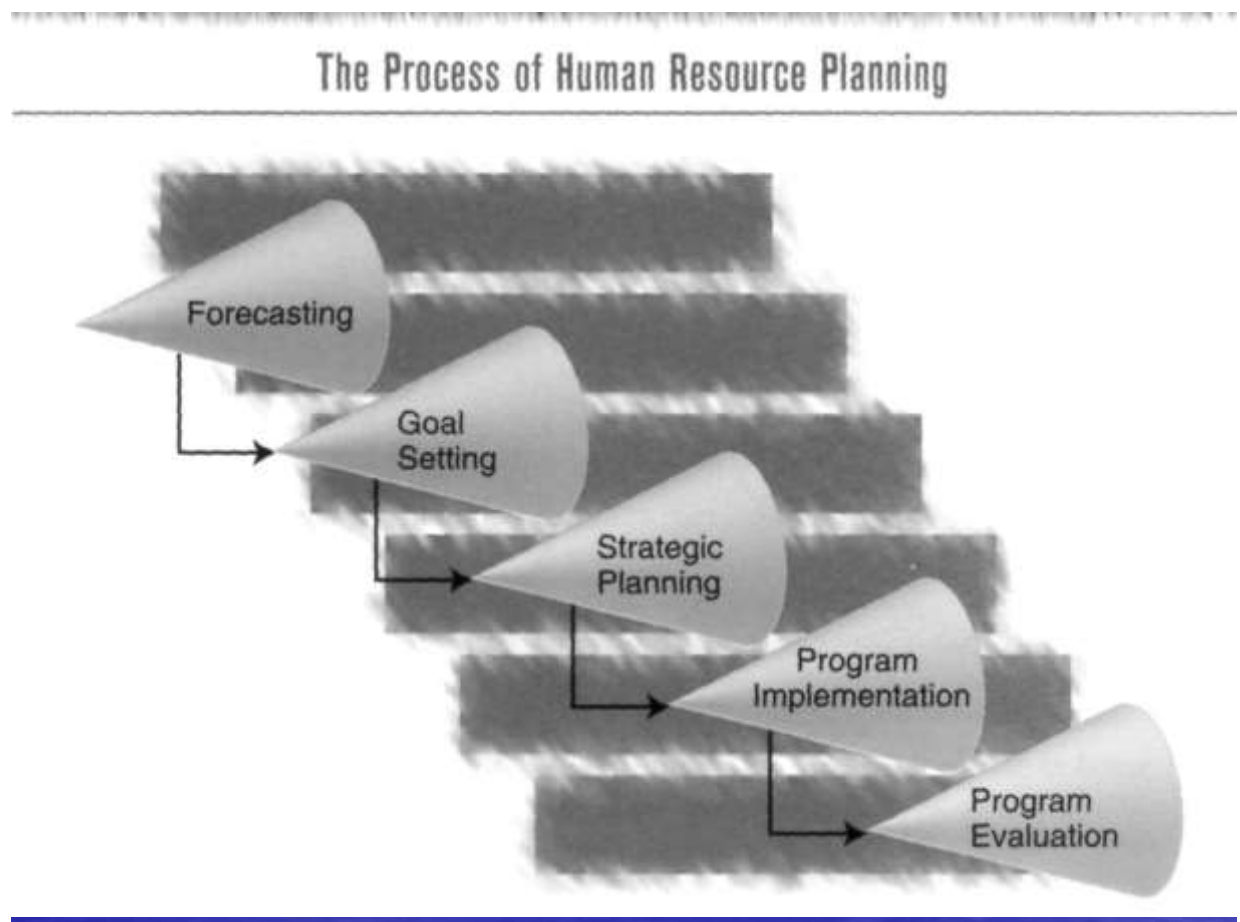 The Process of Human Resource Planning
Forecasting
Goal
Setting
Strategic
Planning
Program
Implementation
Program
Evaluation